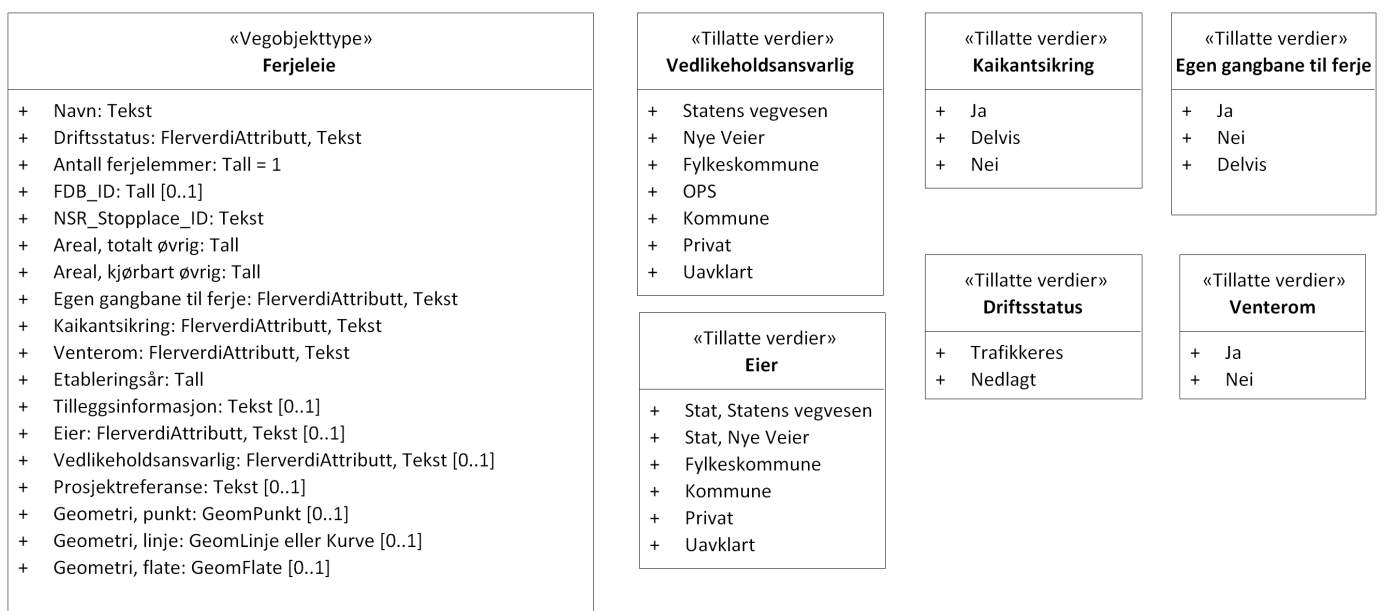 «Vegobjekttype»
Ferjeleie
+ Navn: Tekst
+ Driftsstatus: FlerverdiAttributt, Tekst
+ Antall ferjelemmer: Tall = 1
+ FDB_ID: Tall [0..1]
+ NSR_Stopplace_ID: Tekst
+ Areal, totalt øvrig: Tall
+ Areal, kjørbart øvrig: Tall
+ Egen gangbane til ferje: FlerverdiAttributt, Tekst
+ Kaikantsikring: FlerverdiAttributt, Tekst
+ Venterom: FlerverdiAttributt, Tekst
+ Etableringsår: Tall
+ Tilleggsinformasjon: Tekst [0..1]
+ Eier: FlerverdiAttributt, Tekst [0..1]
+ Vedlikeholdsansvarlig: FlerverdiAttributt, Tekst [0..1]
+ Prosjektreferanse: Tekst [0..1]
+ Geometri, punkt: GeomPunkt [0..1]
+ Geometri, linje: GeomLinje eller Kurve [0..1]
+ Geometri, flate: GeomFlate [0..1]
«Tillatte verdier»
Vedlikeholdsansvarlig
+ Statens vegvesen
+ Nye Veier
+ Fylkeskommune
+ OPS
+ Kommune
+ Privat
+ Uavklart
«Tillatte verdier»
Eier
+ Stat, Statens vegvesen
+ Stat, Nye Veier
+ Fylkeskommune
+ Kommune
+ Privat
+ Uavklart
«Tillatte verdier»
Kaikantsikring
+ Ja
+ Delvis
+ Nei
«Tillatte verdier»
Egen gangbane til ferje
+ Ja
+ Nei
+ Delvis
«Tillatte verdier»
Driftsstatus
+ Trafikkeres
+ Nedlagt
«Tillatte verdier»
Venterom
+ Ja
+ Nei